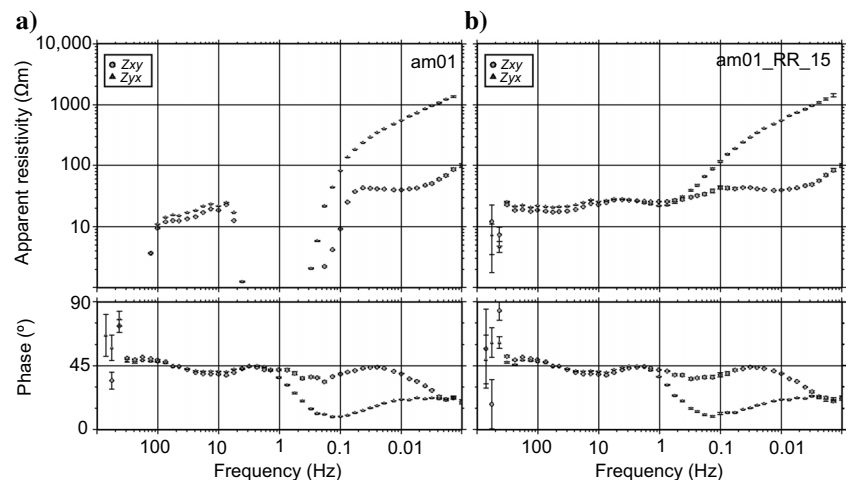 a)
b)
10,000
1000
100
10
Apparent resistivity (Ωm)
Zxy
Zyx
am01
Zxy
Zyx
am01_RR_15
90
45
0
Phase (º)
100 10 1 0.1 0.01
100 10 1 0.1 0.01
Frequency (Hz)
Frequency (Hz)